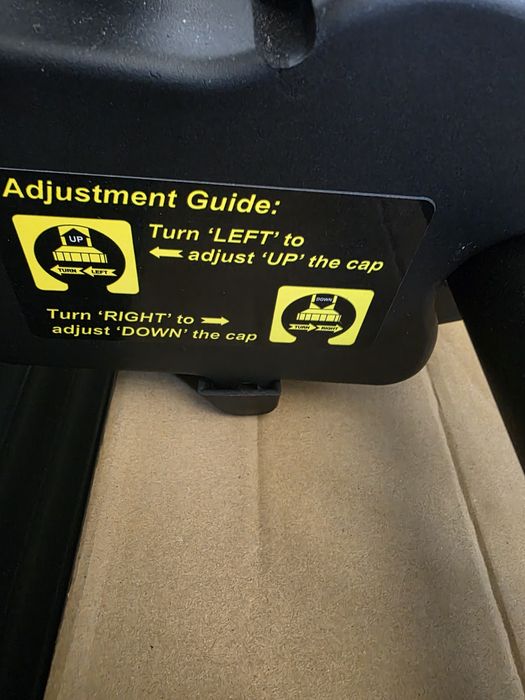 Adjustment Guide:
UP
TURN LEFT
Turn ‘LEFT’ to
adjust ‘UP’ the cap
Turn ‘RIGHT’ to
adjust ‘DOWN’ the cap
DOWN
TURN RIGHT